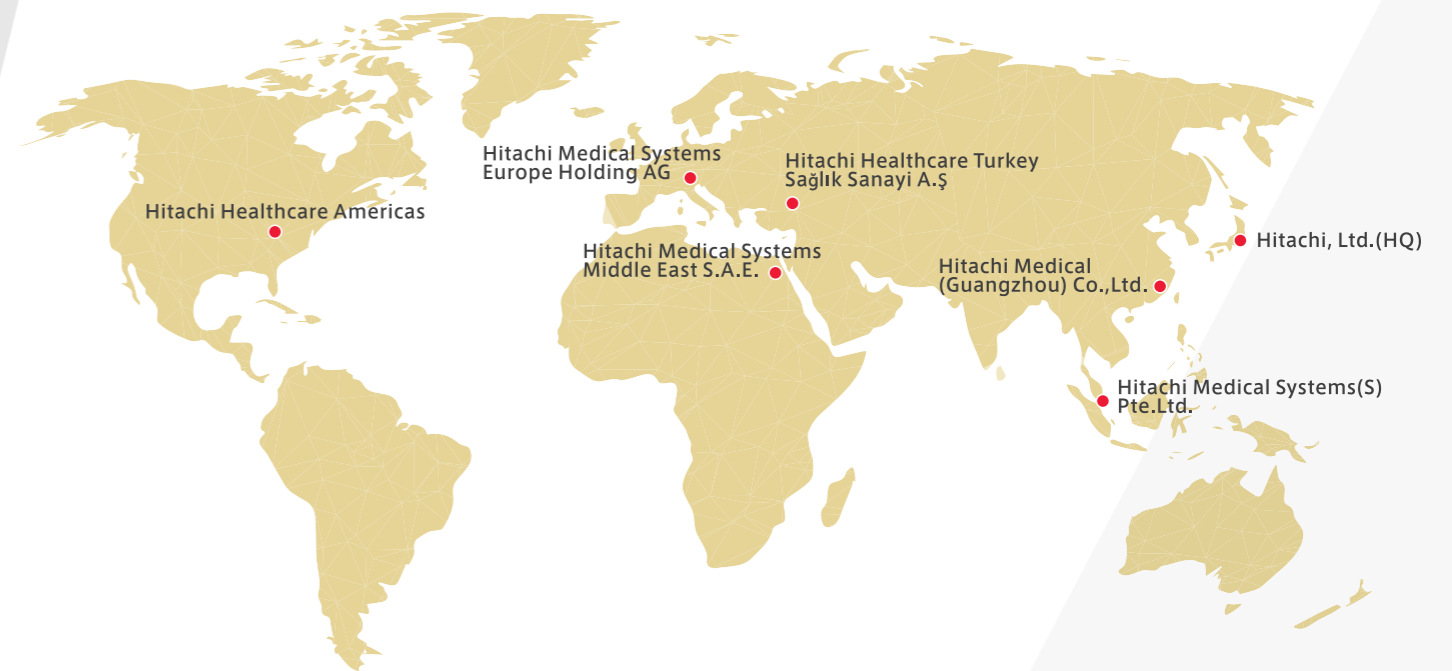 Hitachi Medical Systems
Europe Holding AG
Hitachi Healthcare Turkey
Sağlık Sanayi A.Ş
Hitachi Healthcare Americas
Hitachi, Ltd.(HQ)
Hitachi Medical Systems
Middle East S.A.E.
Hitachi Medical
(Guangzhou) Co.,Ltd.
Hitachi Medical Systems(S)
Pte.Ltd.